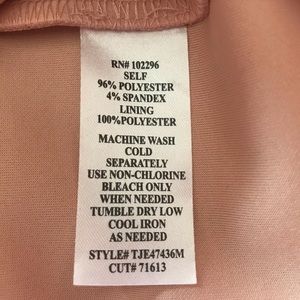 RN# 102296
SELF
96% POLYESTER
4% SPANDEX
LINING
100%POLYESTER
MACHINE WASH
COLD
SEPARATELY
USE NON-CHLORINE
BLEACH ONLY
WHEN NEEDED
TUMBLE DRY LOW
COOL IRON
AS NEEDED
STYLE# TJE47436M
CUT# 71613